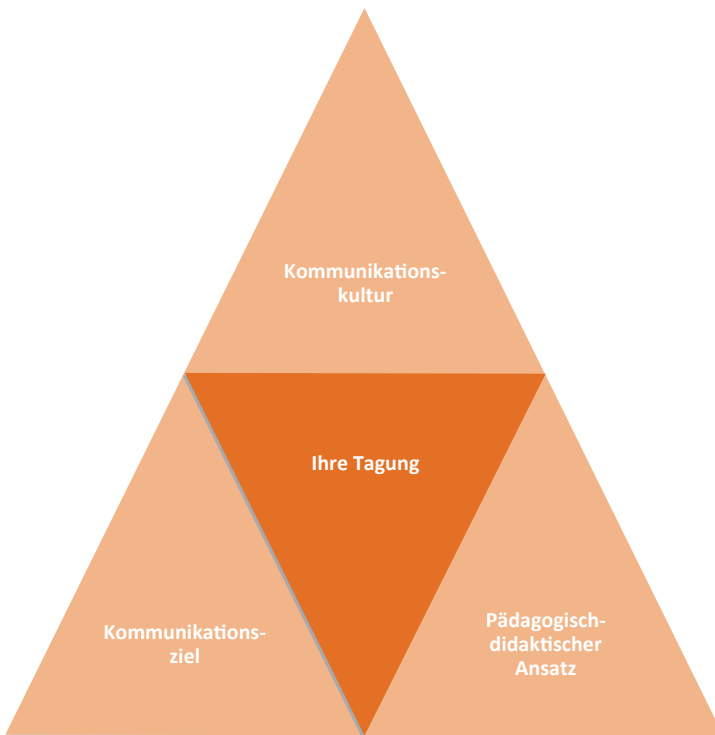 Kommunikations-
kultur
Ihre Tagung
Kommunikations-
ziel
Pädagogisch-
didaktischer
Ansatz